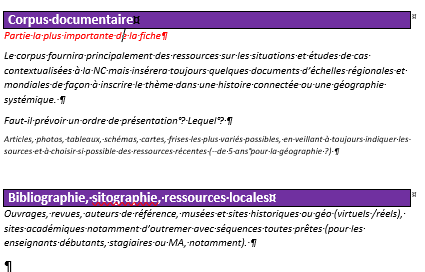 Corpus documentaire
Partie la plus importante de la fiche¶
Le corpus fournira principalement des ressources sur les situations et études de cas
contextualisées à la NC mais insérera toujours quelques documents d'échelles régionales et
mondiales de façon à inscrire le thème dans une histoire connectée ou une géographie
systémique. ¶
Faut-il prévoir un ordre de présentation°? Lequel°? ¶
Articles, photos, tableaux, schémas, cartes, frises les plus variés possibles, en veillant à toujours indiquer les
sources et à choisir si possible des ressources récentes (--de 5 ans°pour la géographie ?) ¶
Bibliographie, sitographie, ressources locales¤
Ouvrages, revues, auteurs de référence, musées et sites historiques ou géo (virtuels /réels),
sites académiques notamment d'outremer avec séquences toutes prêtes (pour les
enseignants débutants, stagiaires ou MA, notamment). ¶
¶